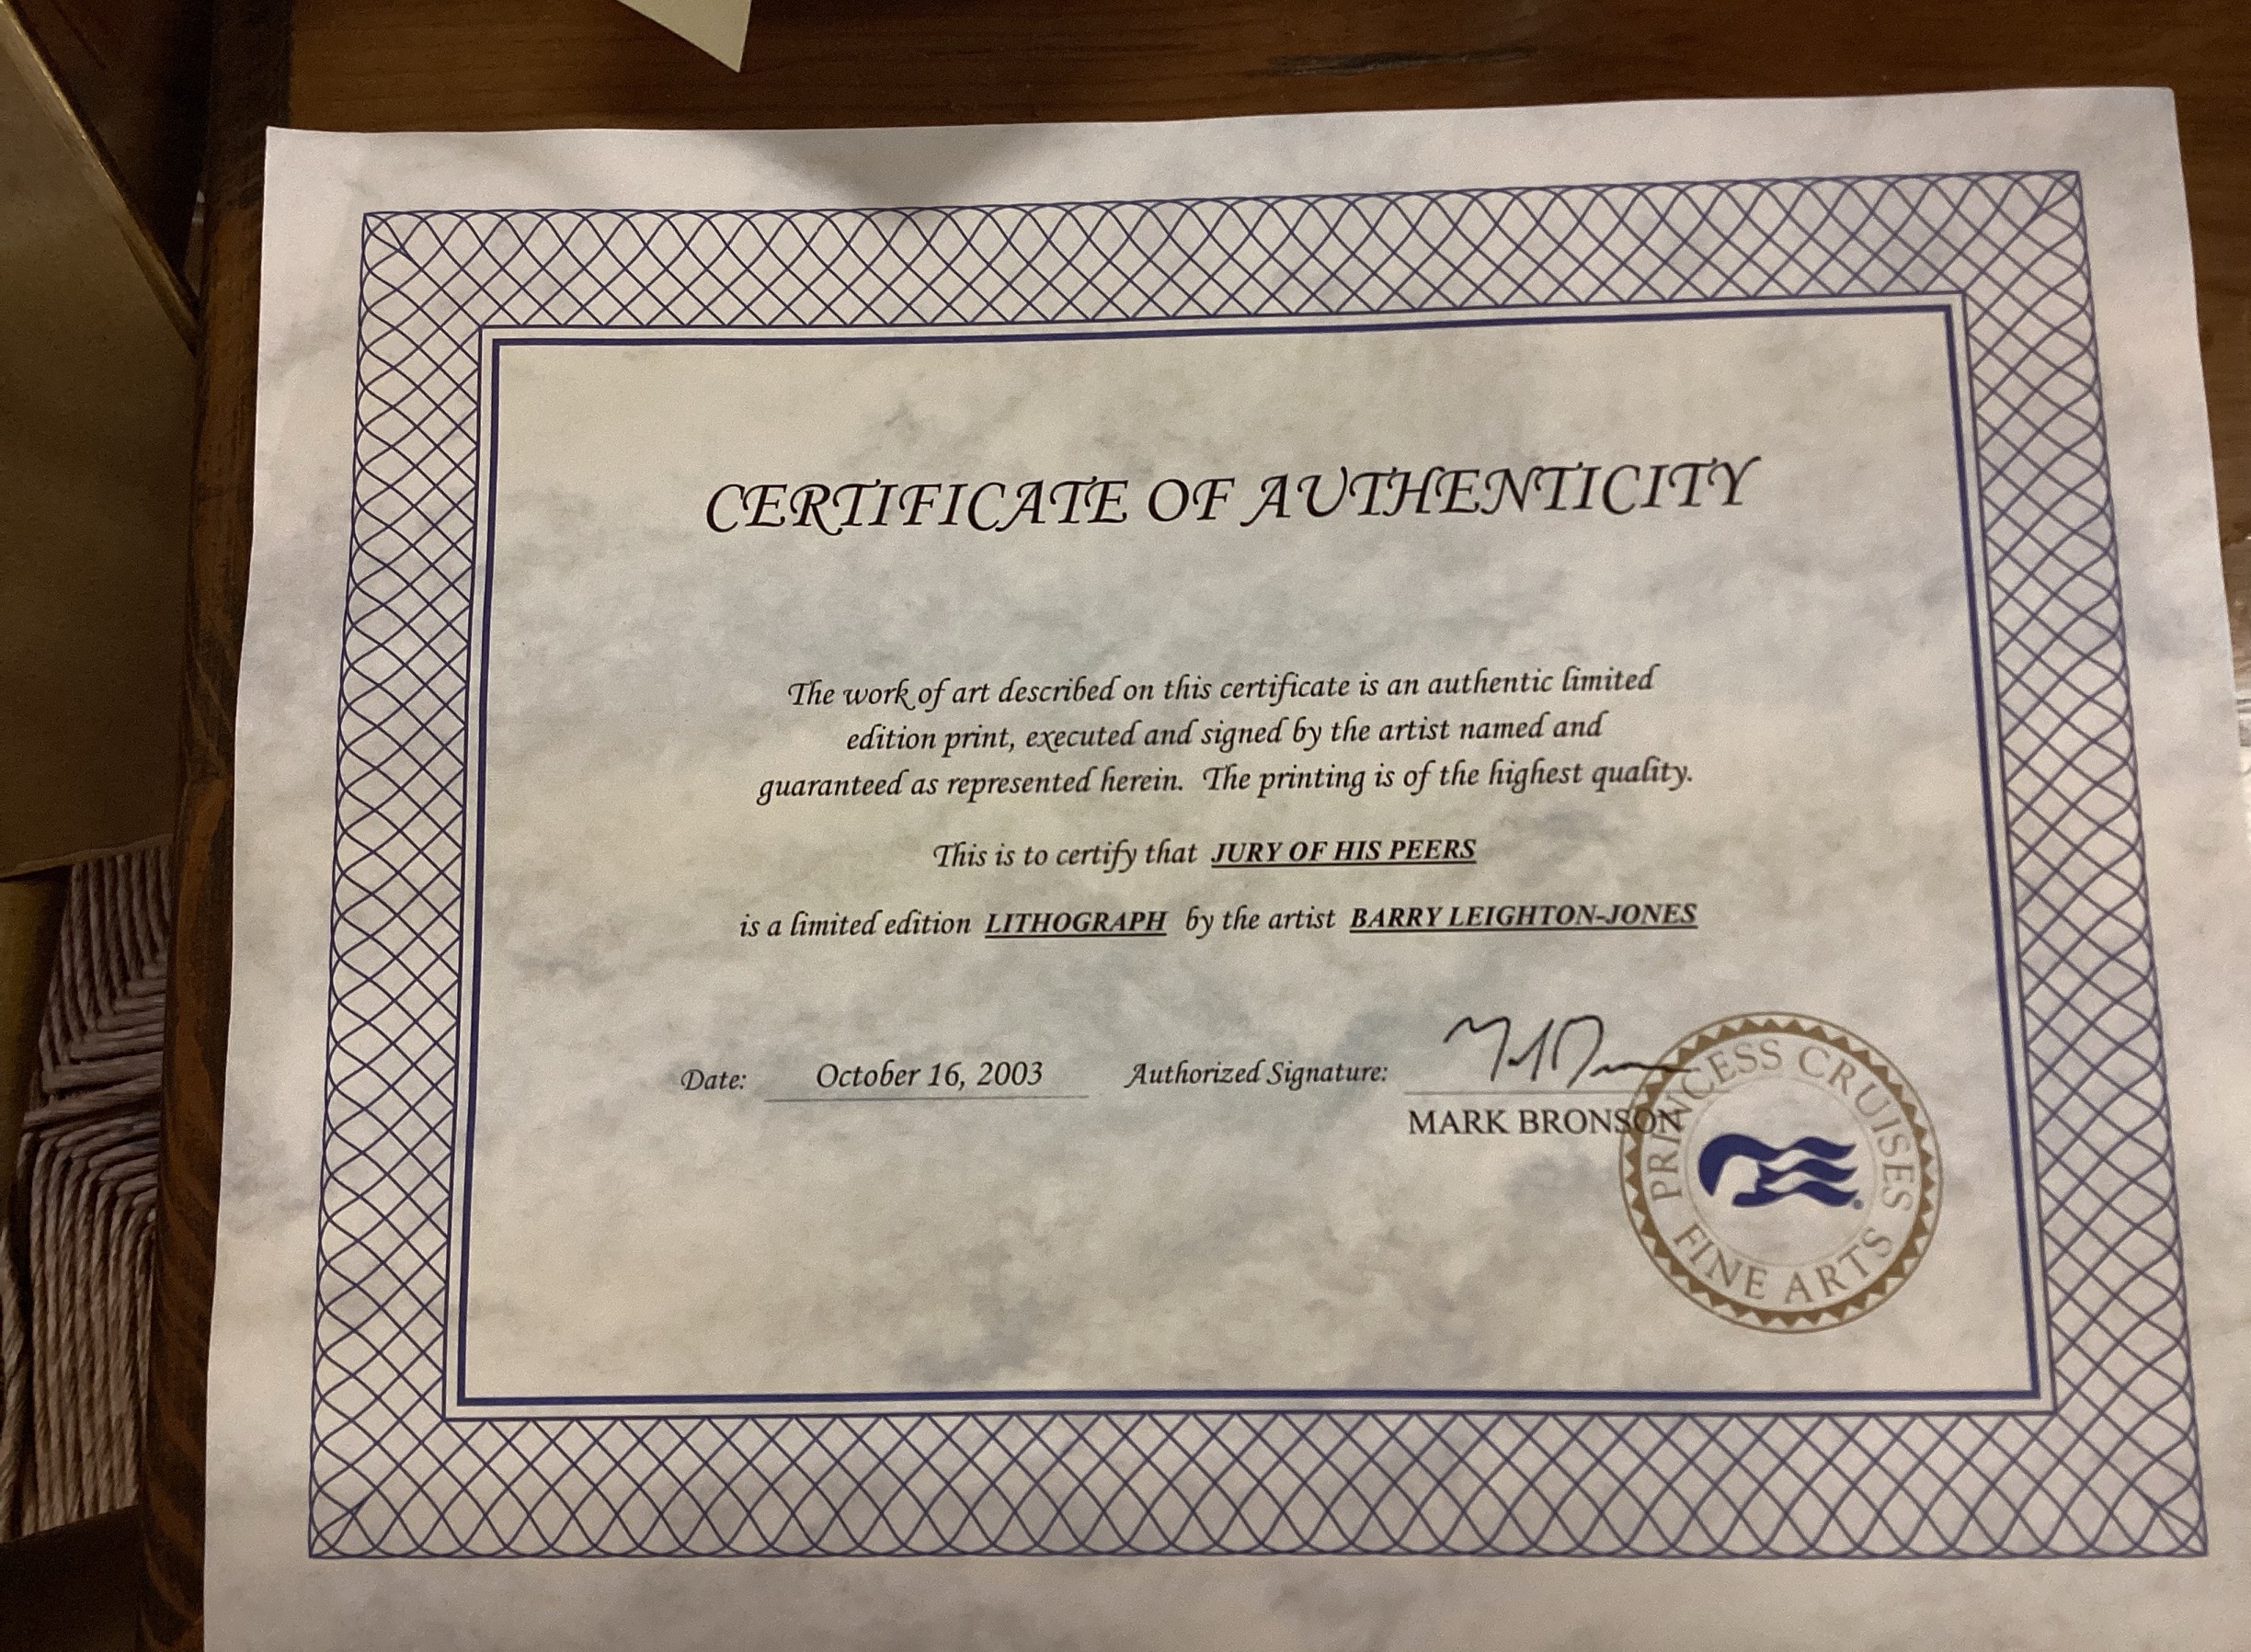 CERTIFICATE OF AUTHENTICITY
The work of art described on this certificate is an authentic limited
edition print, executed and signed by the artist named and
guaranteed as represented herein. The printing is of the highest quality.
This is to certify that JURY OF HIS PEERS
is a limited edition LITHOGRAPH by the artist BARRY LEIGHTON-JONES
Date: October 16, 2003 Authorized Signature:
MARK BRONSON
PRINCESS CRUISES
FINE ARTS